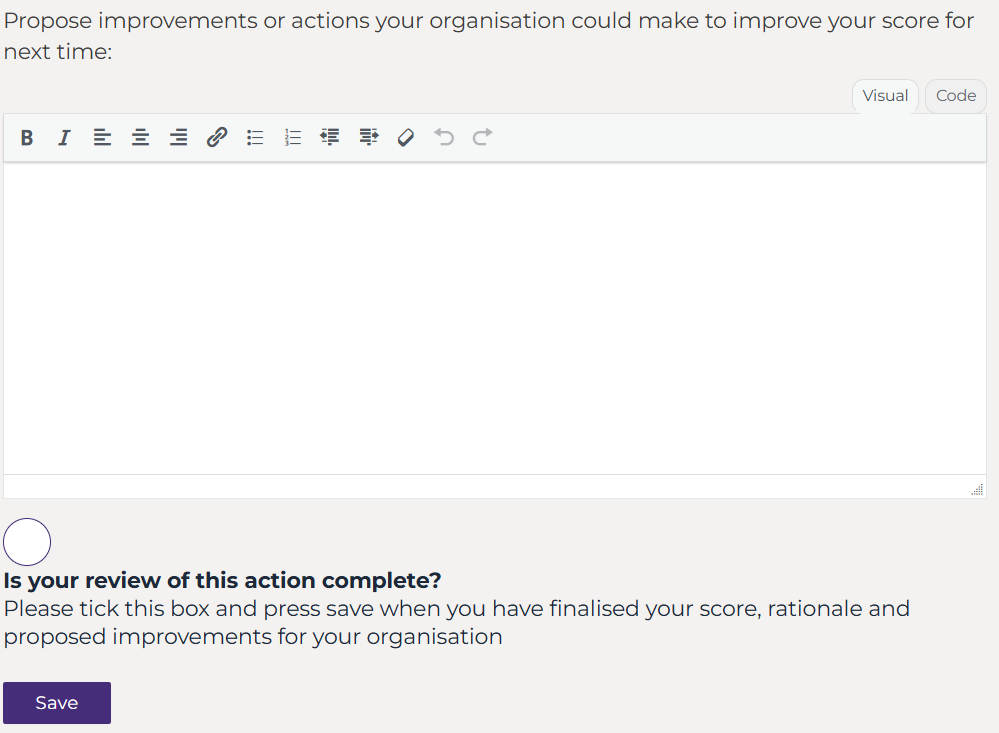 Propose improvements or actions your organisation could make to improve your score for
next time:
Visual Code
B I
Is your review of this action complete?
Please tick this box and press save when you have finalised your score, rationale and
proposed improvements for your organisation
Save